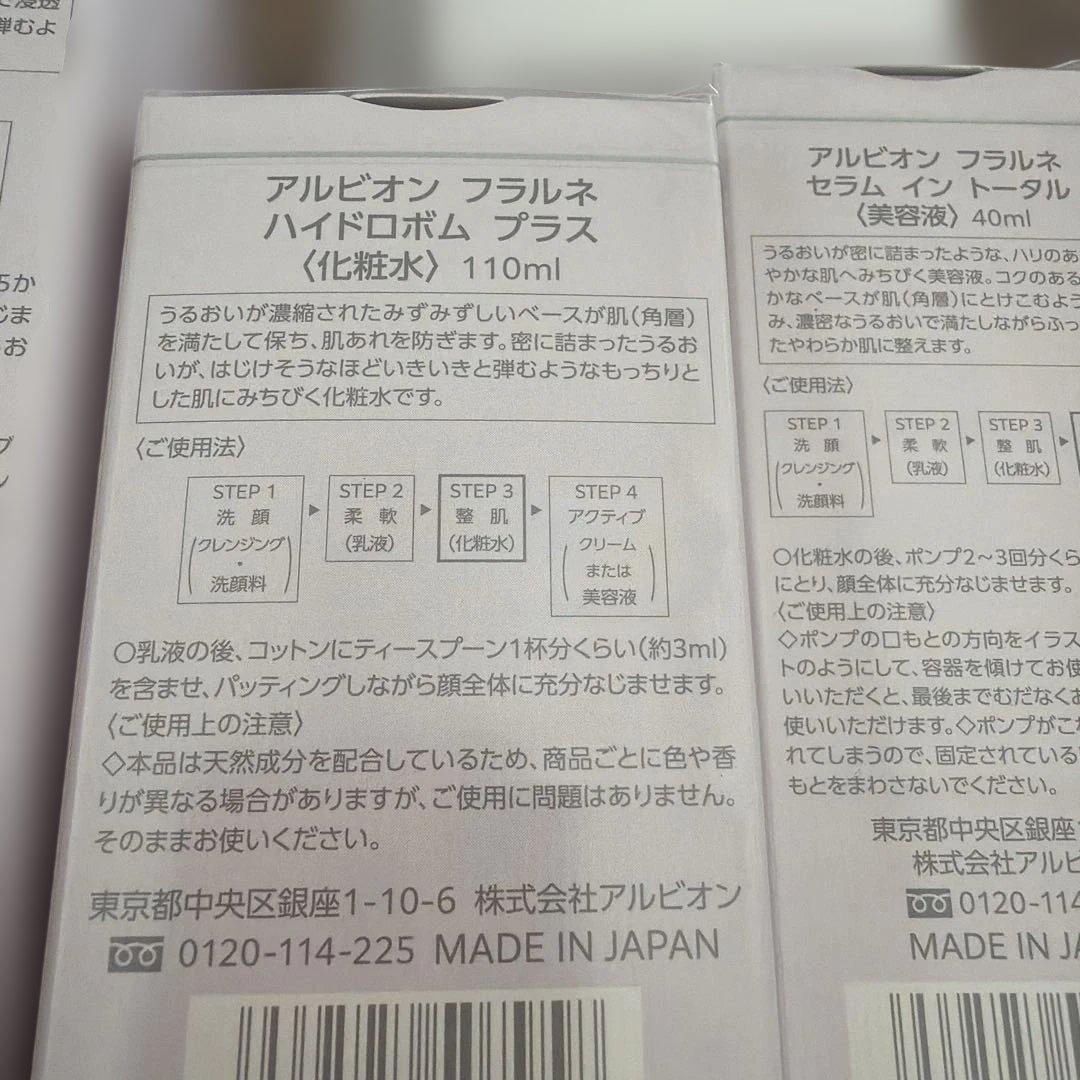 弾むよ
5か
じま
お
アルビオン フラルネ
ハイドロボム プラス
〈化粧水〉 110ml
うるおいが濃縮されたみずみずしいベースが肌(角層)
を満たして保ち、肌あれを防ぎます。密に詰まったうるお
いが、はじけそうなほどいきいきと弾むようなもっちりと
した肌にみちびく化粧水です。
〈ご使用法〉
STEP 1
洗 顔
(クレンジング
・
洗顔料)
STEP 2
柔 軟
(乳液)
STEP 3
整 肌
(化粧水)
STEP 4
アクティブ
(クリーム
または
美容液)
○乳液の後、コットンにティースプーン1杯分くらい(約3ml)
を含ませ、パッティングしながら顔全体に充分なじませます。
〈ご使用上の注意〉
◇本品は天然成分を配合しているため、商品ごとに色や香
りが異なる場合がありますが、ご使用に問題はありません。
そのままお使いください。
東京都中央区銀座1-10-6 株式会社アルビオン
0120-114-225 MADE IN JAPAN
アルビオン フラルネ
セラム イン トータル
〈美容液〉 40ml
うるおいが密に詰まったような、ハリのあ
やかな肌へみちびく美容液。コクのある
かなベースが肌(角層)にとけこむよう
み、濃密なうるおいで満たしながらふっ
たやわらか肌に整えます。
〈ご使用法〉
STEP 1
洗 顔
(クレンジング
・
洗顔料)
STEP 2
柔 軟
(乳液)
STEP 3
整 肌
(化粧水)
○化粧水の後、ポンプ2～3回分くら
にとり、顔全体に充分なじませます。
〈ご使用上の注意〉
◇ポンプの口もとの方向をイラス
トのようにして、容器を傾けてお使
いいただくと、最後までむだなくお
使いいただけます。◇ポンプがこわ
れてしまうので、固定されている
もとをまわさないでください。
東京都中央区銀座
株式会社アルビ
0120-114
MADE IN JA